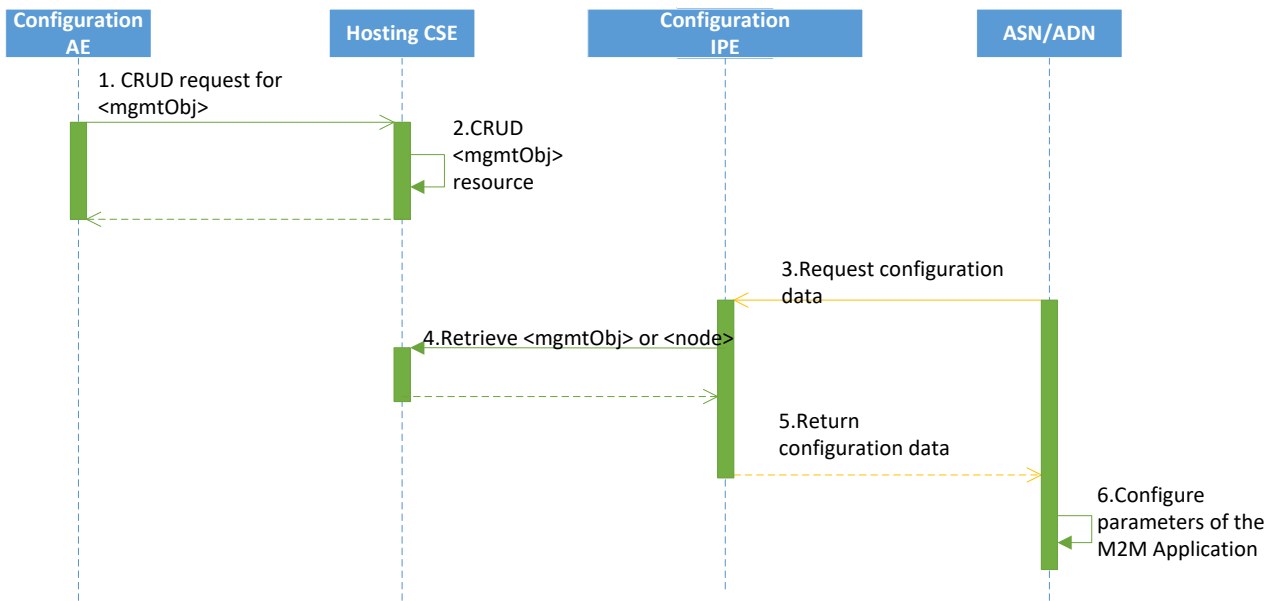 Configuration
AE
Hosting CSE
Configuration
IPE
ASN/ADN
1. CRUD request for
<mgmtObj>
2.CRUD
<mgmtObj>
resource
3.Request configuration
data
4.Retrieve <mgmtObj> or <node>
5.Return
configuration data
6.Configure
parameters of the
M2M Application